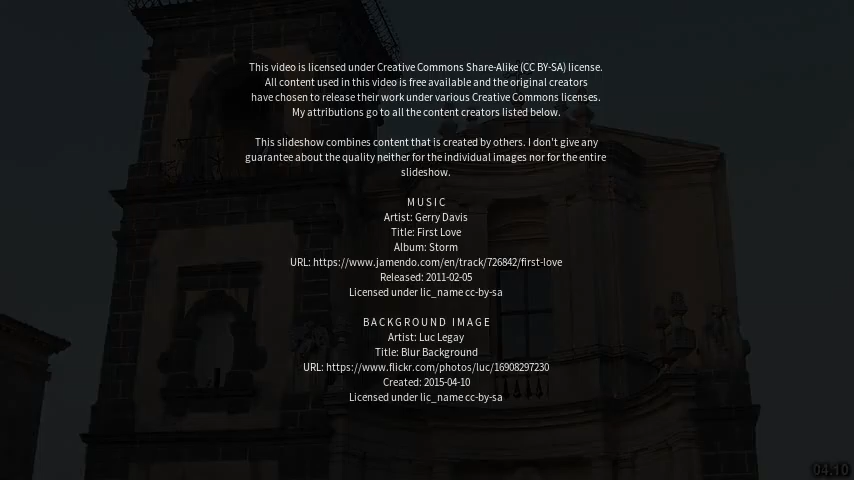 This video is licensed under Creative Commons Share-Alike (CC BY-SA) license.
All content used in this video is free available and the original creators
have chosen to release their work under various Creative Commons licenses.
My attributions go to all the content creators listed below.
This slideshow combines content that is created by others. I don't give any
guarantee about the quality neither for the individual images nor for the entire
slideshow.
MUSIC
Artist: Gerry Davis
Title: First Love
Album: Storm
URL: https://www.jamendo.com/en/track/726842/first-love
Released: 2011-02-05
Licensed under lic_name cc-by-sa
BACKGROUND IMAGE
Artist: Luc Legay
Title: Blur Background
URL: https://www.flickr.com/photos/luc/16908297230
Created: 2015-04-10
Licensed under lic_name cc-by-sa
04.10